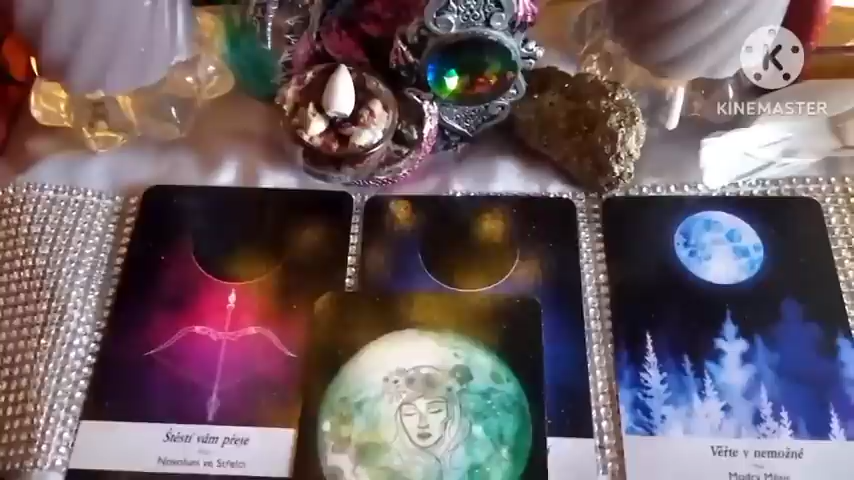 K
KINEMASTER
Štěstí vám přeje
Novoluní ve Střelci
Věřte v nemožné
Modrý Měsíc